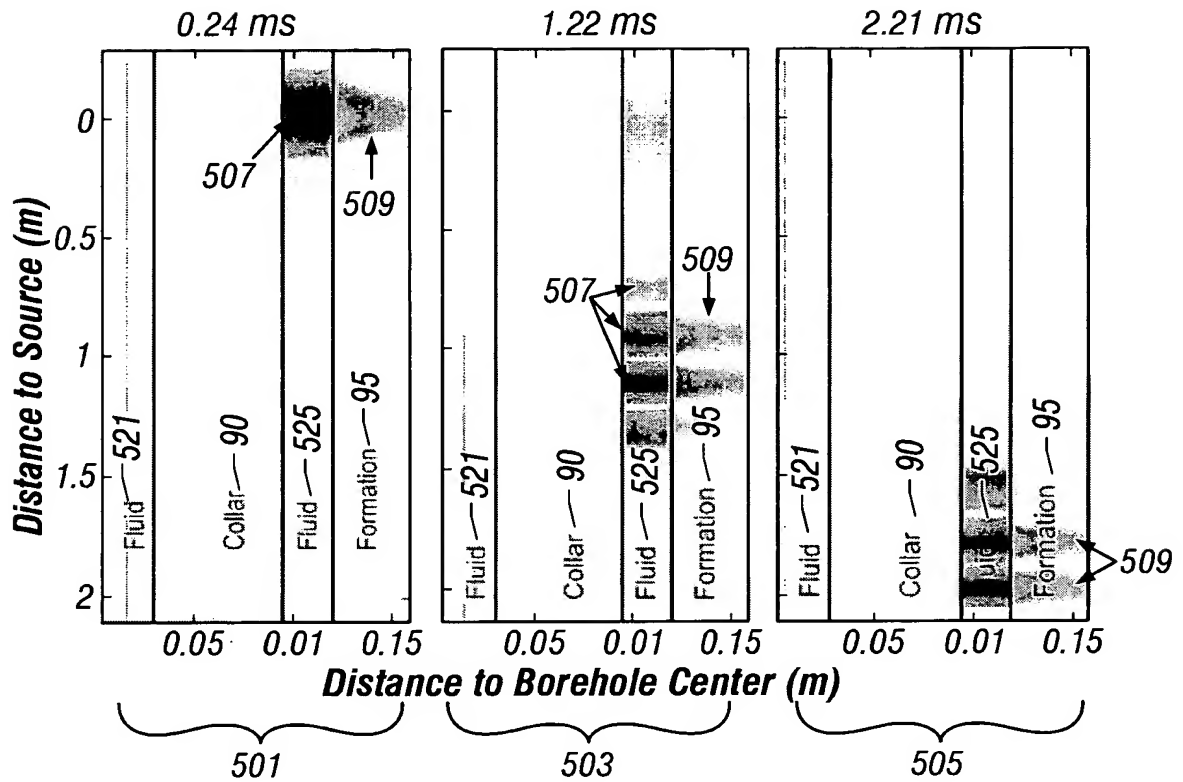 0.24 ms 1.22 ms 2.21 ms
Distance to Source (m)
0
0.5
1
1.5
2
507
509
Fluid 521
Collar 90
Fluid 525
Formation 95
0.05 0.01 0.15
507
509
Fluid 521
Collar 90
Fluid 525
Formation 95
0.05 0.01 0.15
Fluid 521
Collar 90
Fluid 525
Formation 95
509
0.05 0.01 0.15
Distance to Borehole Center (m)
501 503 505